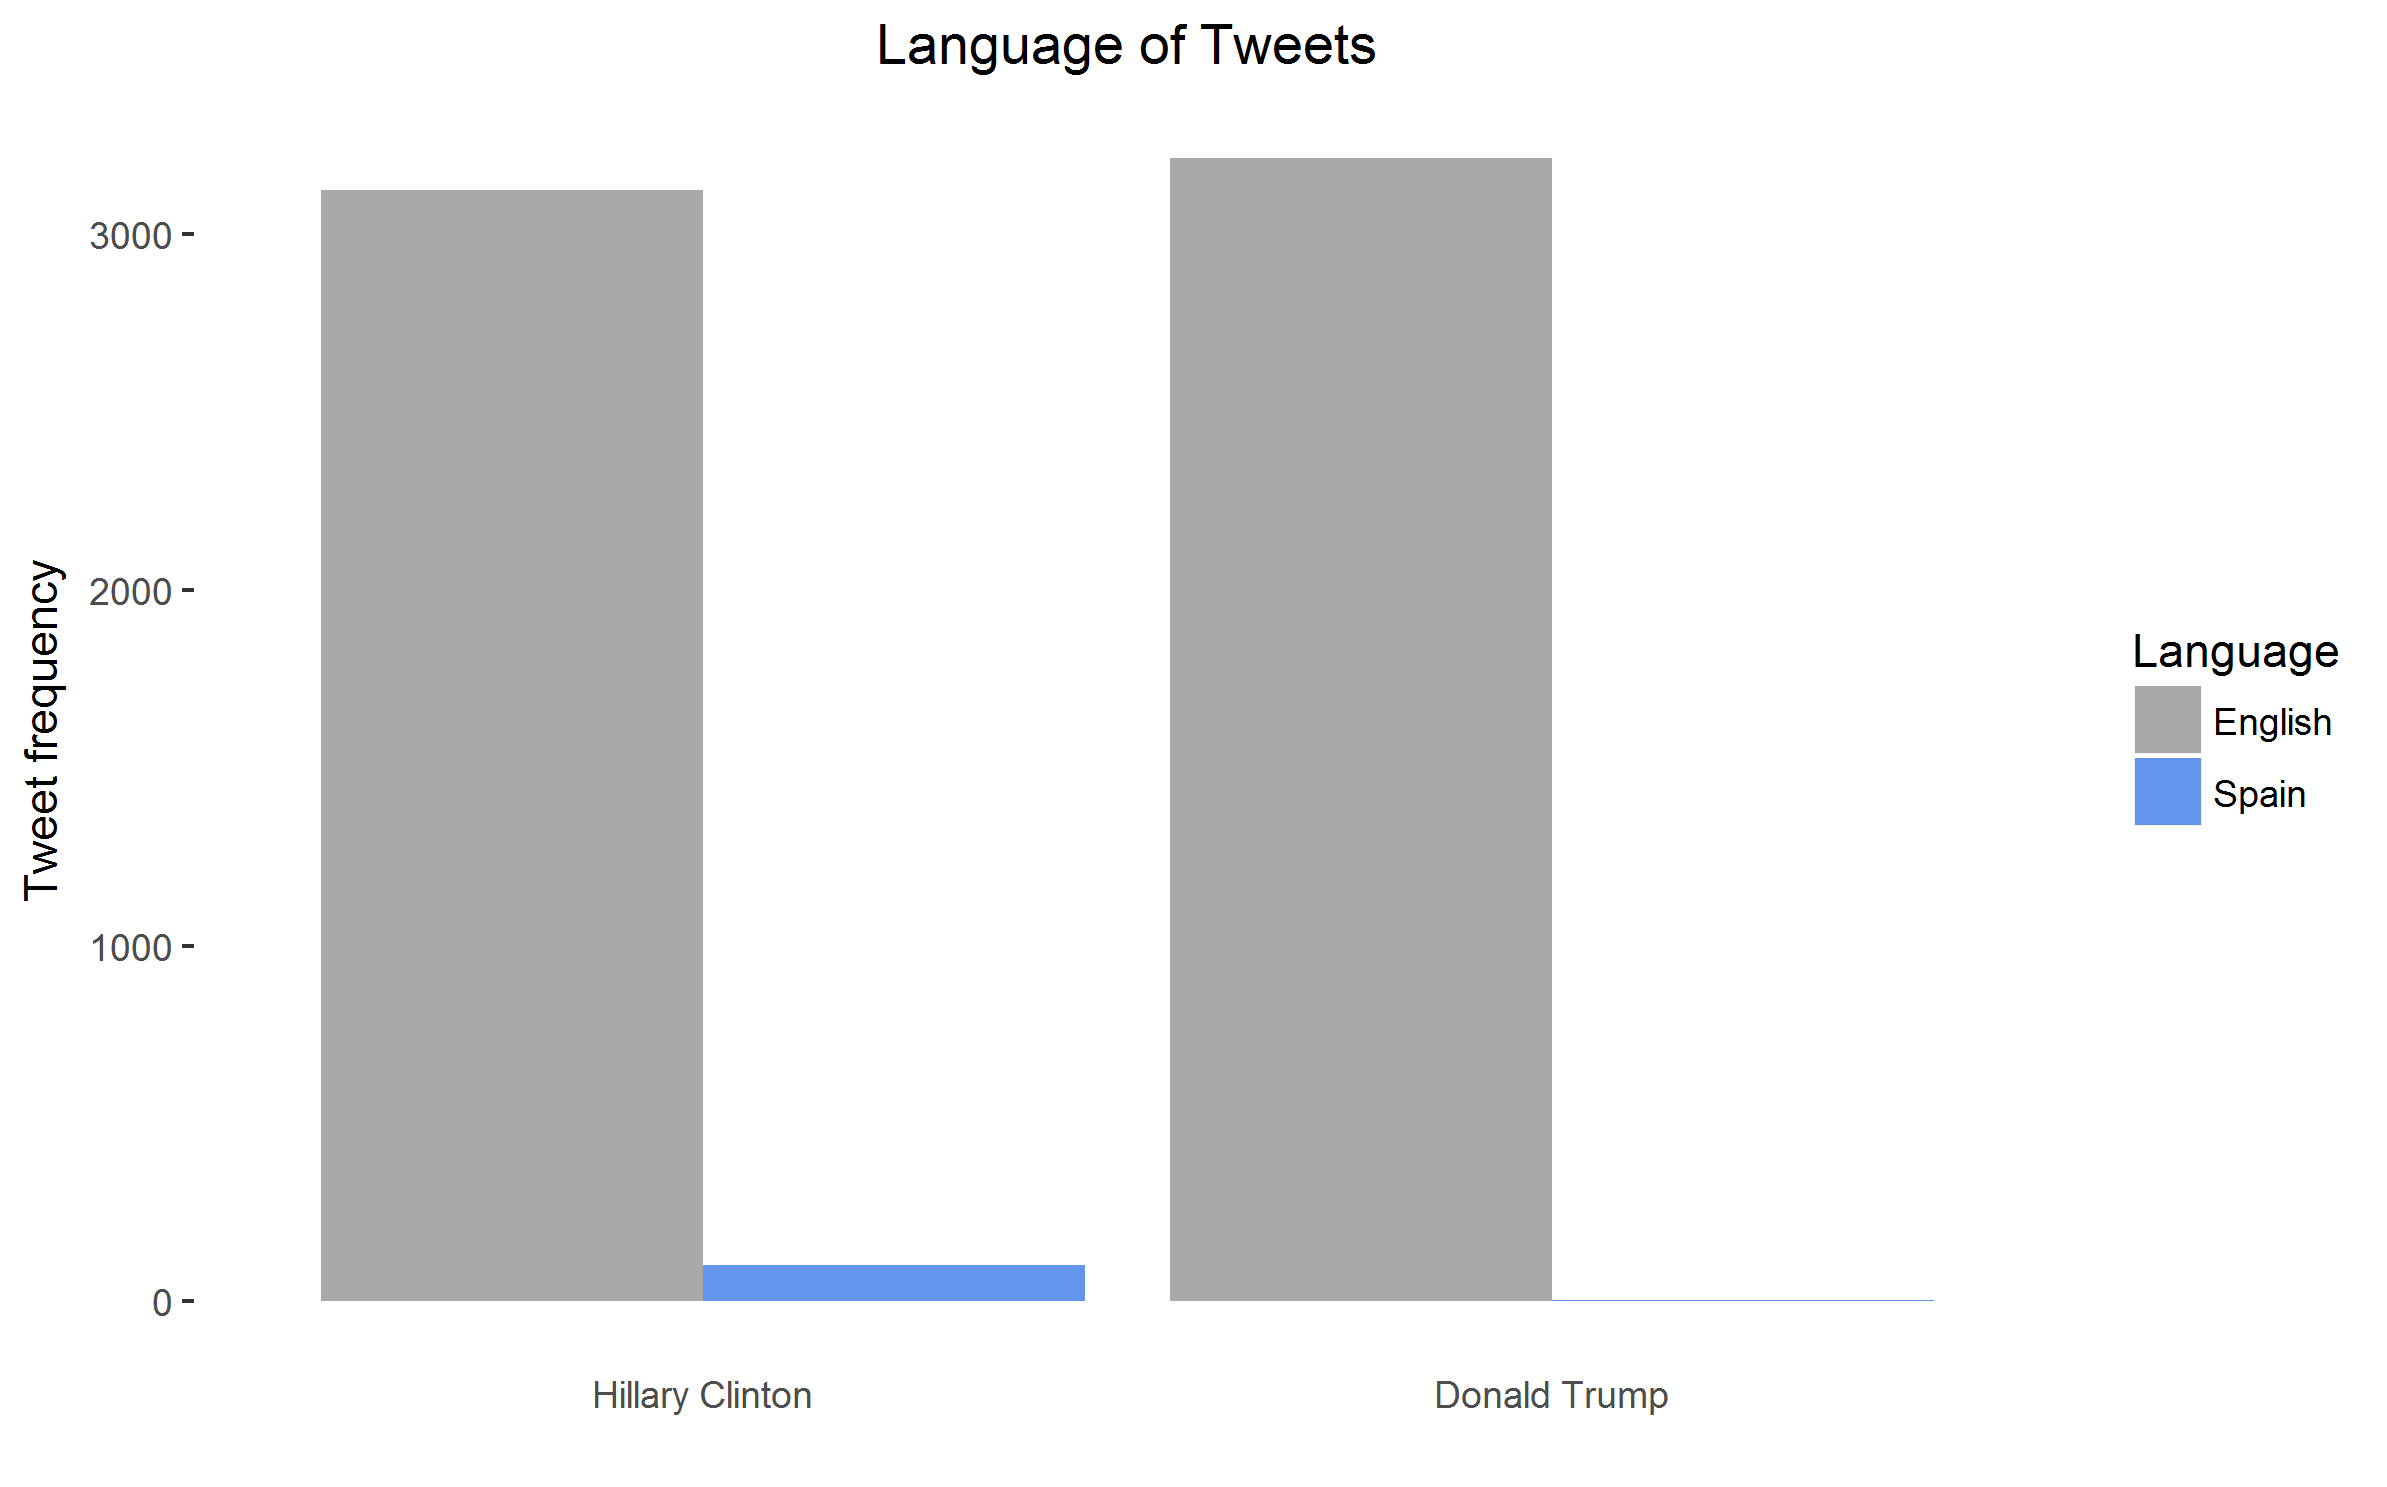 Language of Tweets
Tweet frequency
3000
2000
1000
0
Hillary Clinton
Donald Trump
Language
English
Spain